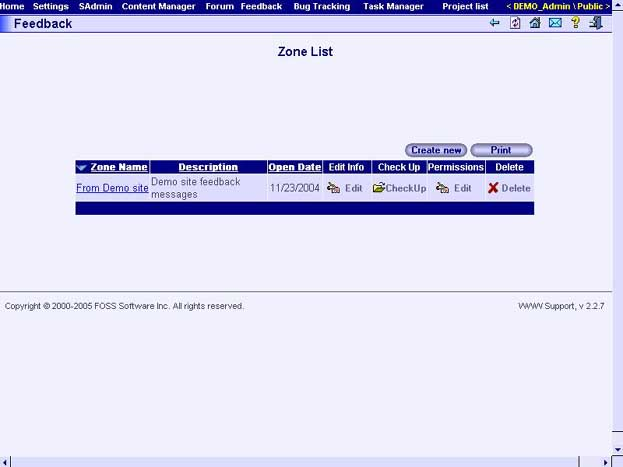 Home Settings SAdmin Content Manager Forum Feedback Bug Tracking Task Manager Project list < DEMO_Admin \ Public >
Feedback
Zone List
Create new Print
Zone Name Description Open Date Edit Info Check Up Permissions Delete
From Demo site Demo site feedback messages 11/23/2004 Edit CheckUp Edit Delete
Copyright © 2000-2005 FOSS Software Inc. All rights reserved. WWW Support, v 2.2.7